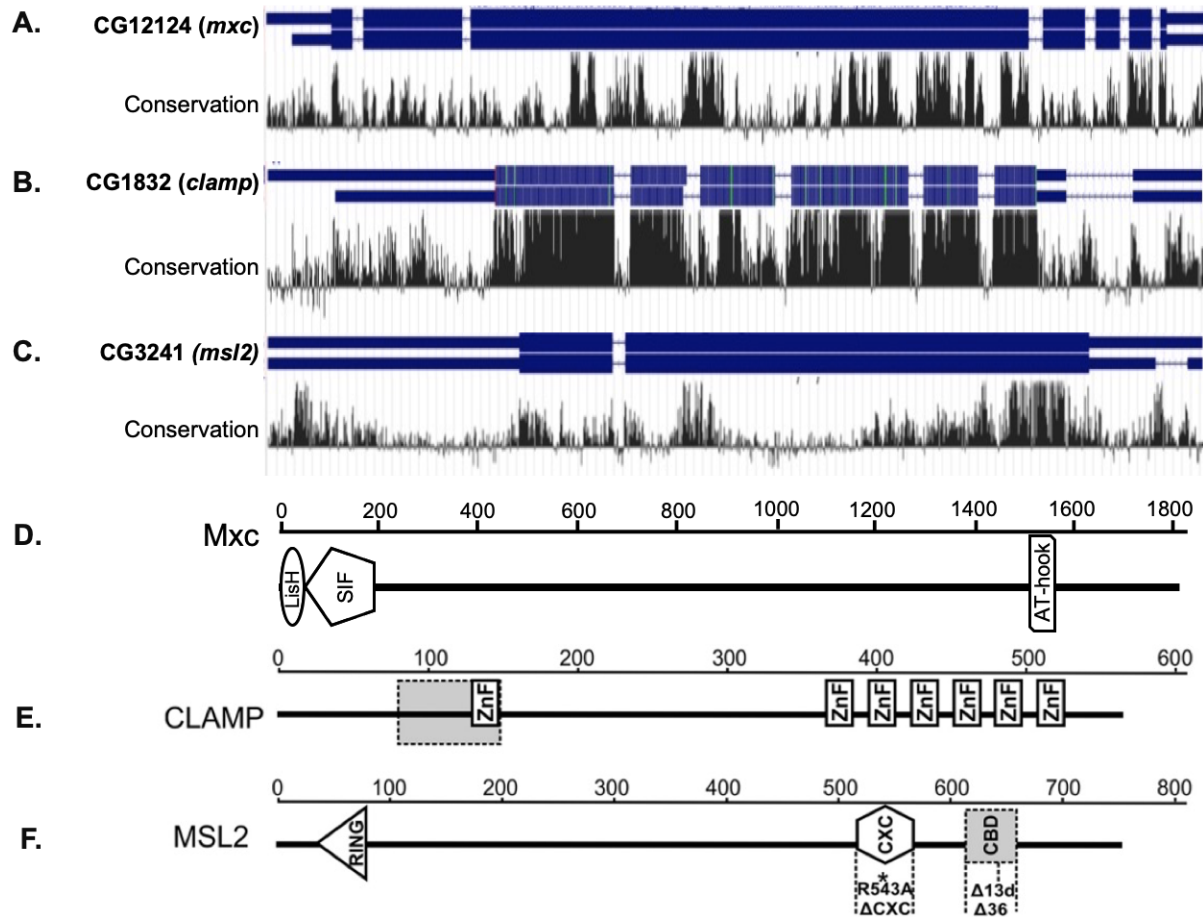 A. CG12124 (mxc)
Conservation
B. CG1832 (clamp)
Conservation
C. CG3241 (msl2)
Conservation
D. Mxc 0 200 400 600 800 1000 1200 1400 1600 1800
LisH SIF AT-hook
0 100 200 300 400 500 600
E. CLAMP ZnF ZnF ZnF ZnF ZnF ZnF ZnF
0 100 200 300 400 500 600 700 800
F. MSL2 RING CXC CBD
* 
R543A Δ13d
ΔCXC Δ36